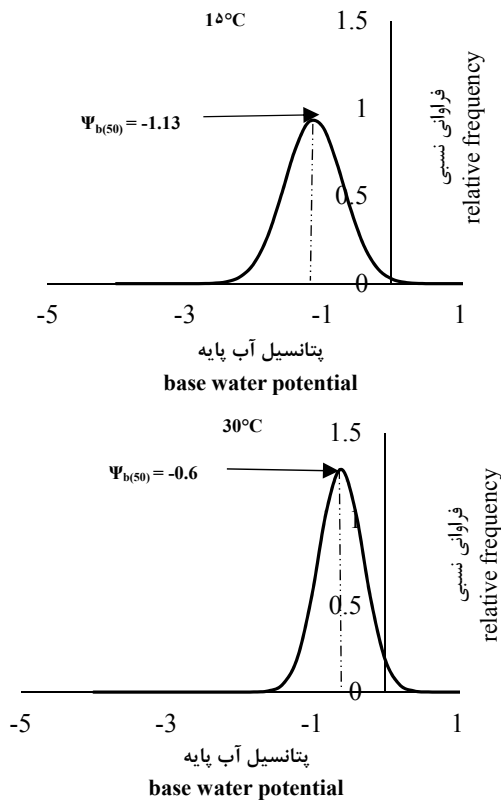 1۵°C
1.5
Ψb(50) = -1.13
1
0.5
0
فراوانی نسبی
relative frequency
-5 -3 -1 1
پتانسیل آب پایه
base water potential
30°C
1.5
Ψb(50) = -0.6
1
0.5
0
فراوانی نسبی
relative frequency
-5 -3 -1 1
پتانسیل آب پایه
base water potential